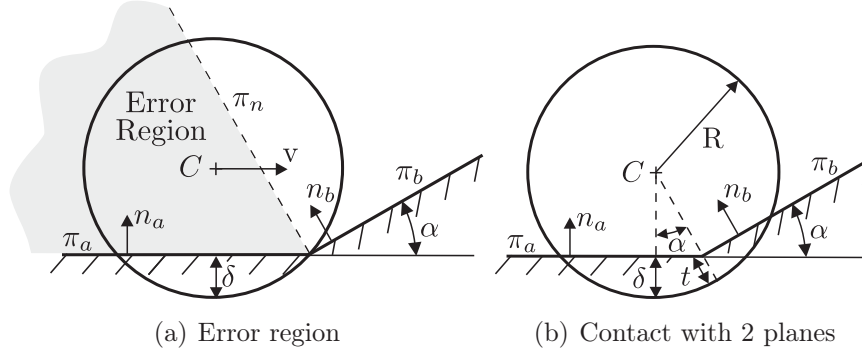 Error
Region
π_n
C
v
n_a
n_b
π_a
π_b
δ
α
(a) Error region
R
C
n_a
n_b
π_a
π_b
α
δ
t
α
(b) Contact with 2 planes